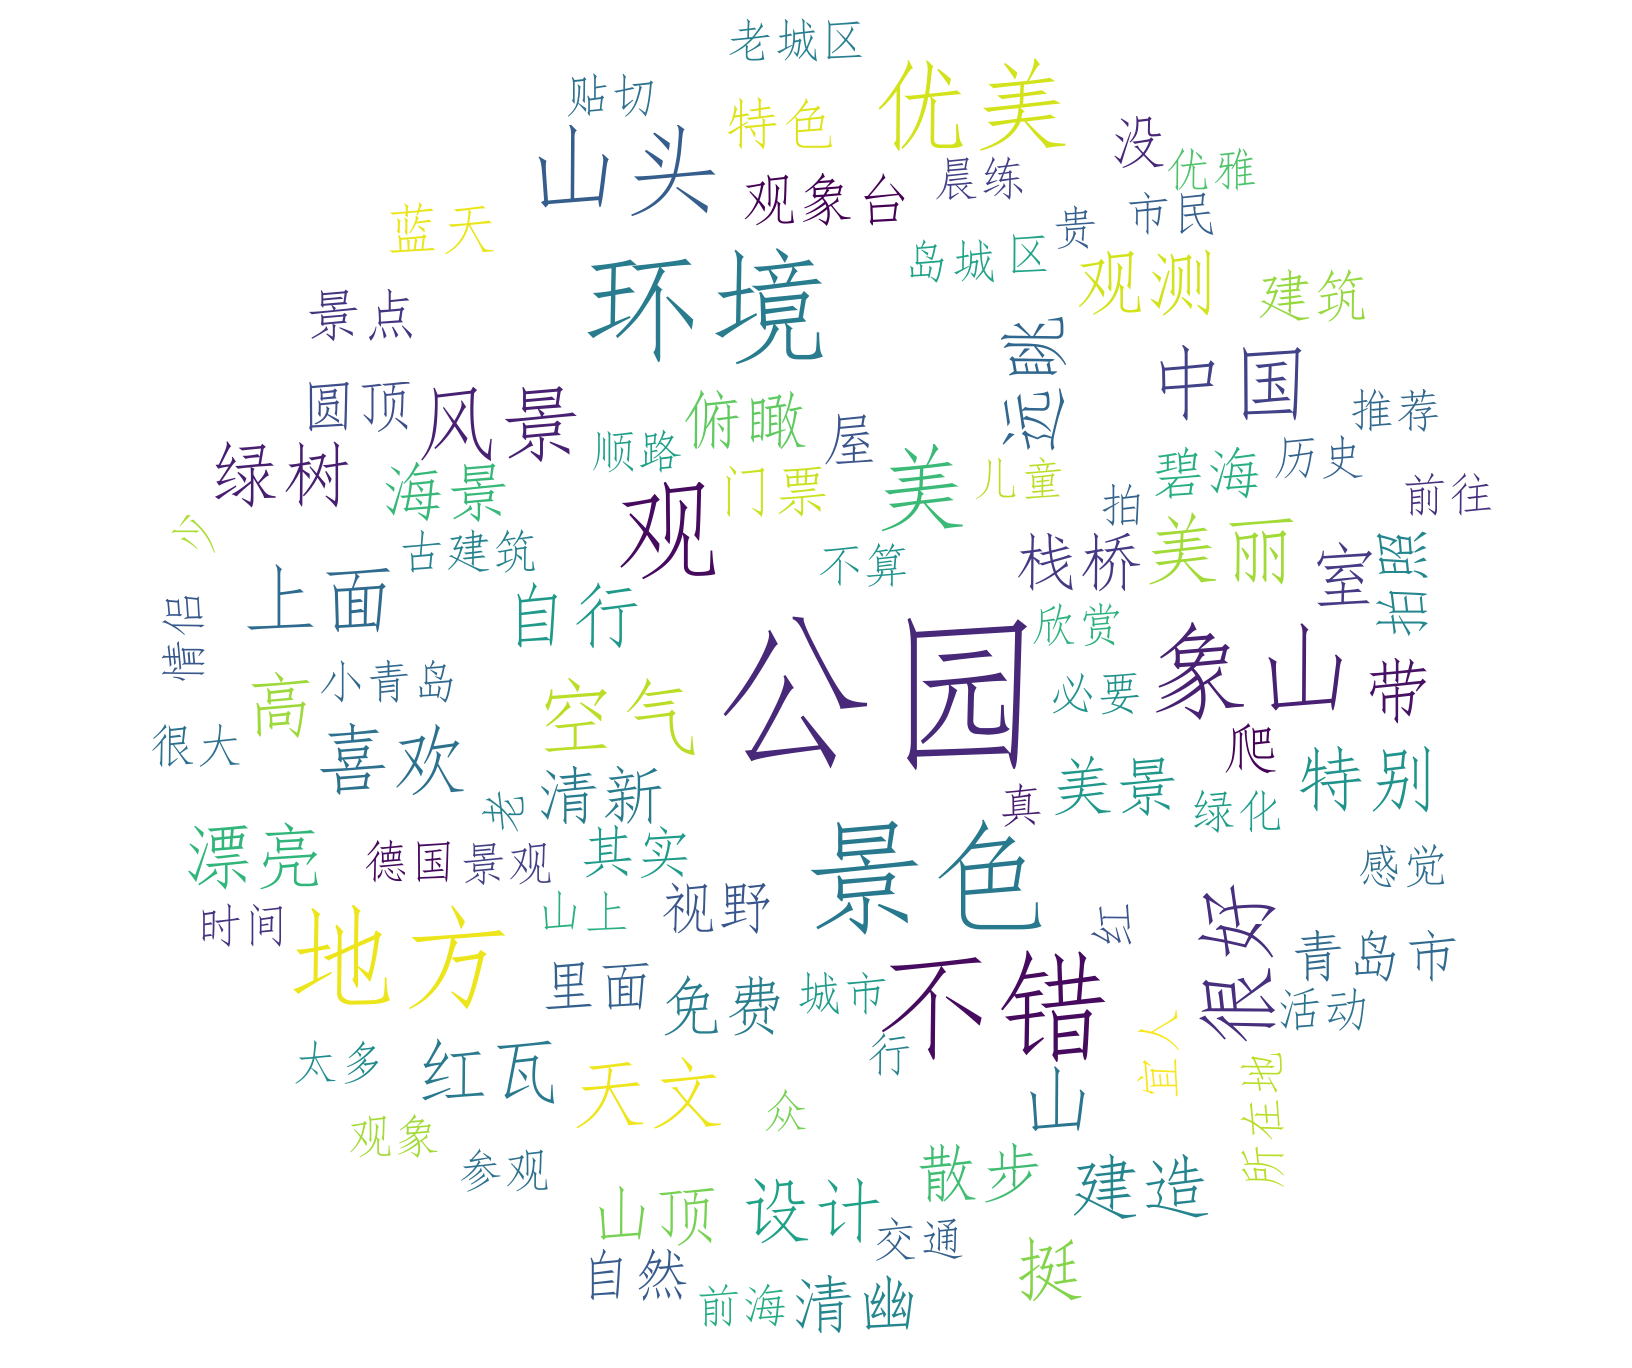 老城区
贴切
特色
优美
山头
没
优雅
观象台
晨练
蓝天
贵
市民
岛城区
环境
观测
建筑
景点
远眺
中国
圆顶
风景
俯瞰
屋
推荐
绿树
海景
顺路
门票
美
儿童
碧海
历史
拍
前往
少
古建筑
观
不算
栈桥
美丽
室
拍照
上面
自行
情侣
欣赏
公园
象山
带
高
小青岛
空气
必要
很大
喜欢
爬
老
清新
真
美景
绿化
特别
漂亮
德国
景观
其实
景色
感觉
时间
山上
视野
红
很好
地方
不错
青岛市
里面
免费
城市
活动
太多
红瓦
天文
行
宜人
山
所在地
众
观象
参观
散步
建造
山顶
设计
交通
挺
自然
前海
清幽